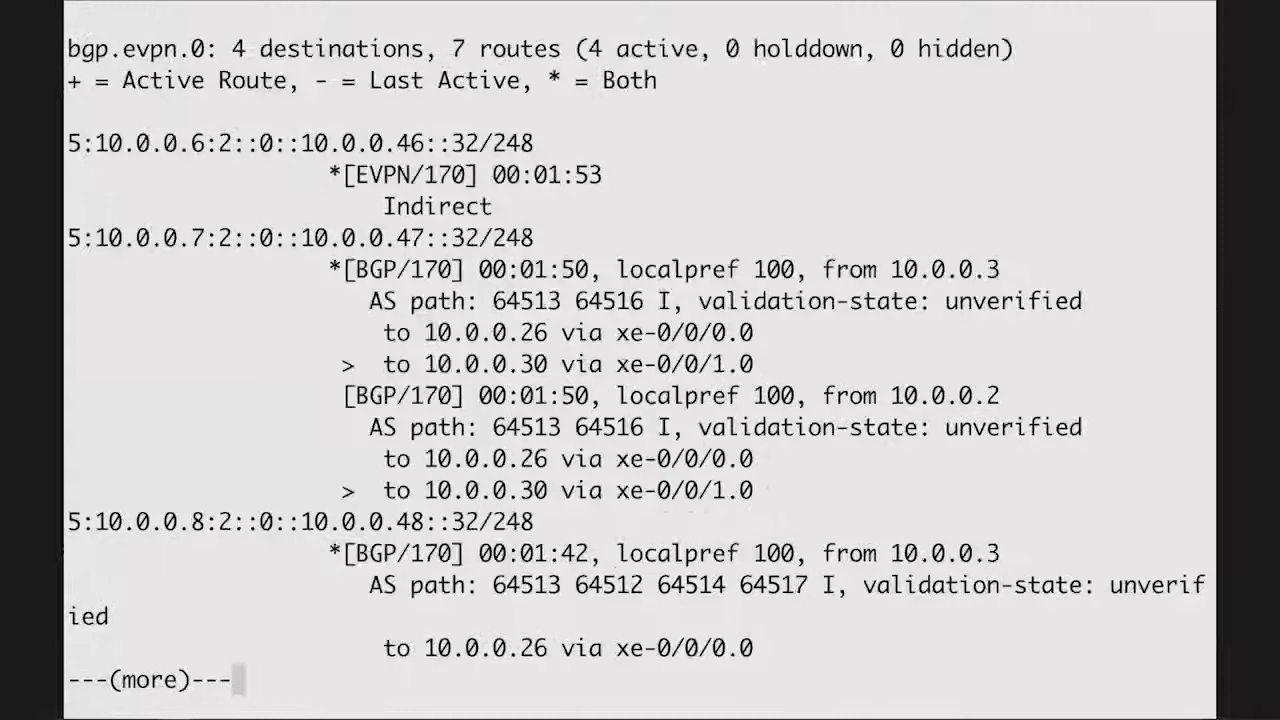 bgp.evpn.0: 4 destinations, 7 routes (4 active, 0 holddown, 0 hidden)
+ = Active Route, - = Last Active, * = Both
5:10.0.0.6:2::0::10.0.0.46::32/248
*[EVPN/170] 00:01:53
Indirect
5:10.0.0.7:2::0::10.0.0.47::32/248
*[BGP/170] 00:01:50, localpref 100, from 10.0.0.3
AS path: 64513 64516 I, validation-state: unverified
to 10.0.0.26 via xe-0/0/0.0
> to 10.0.0.30 via xe-0/0/1.0
[BGP/170] 00:01:50, localpref 100, from 10.0.0.2
AS path: 64513 64516 I, validation-state: unverified
to 10.0.0.26 via xe-0/0/0.0
> to 10.0.0.30 via xe-0/0/1.0
5:10.0.0.8:2::0::10.0.0.48::32/248
*[BGP/170] 00:01:42, localpref 100, from 10.0.0.3
AS path: 64513 64512 64514 64517 I, validation-state: unverif
ied
to 10.0.0.26 via xe-0/0/0.0
---(more)---